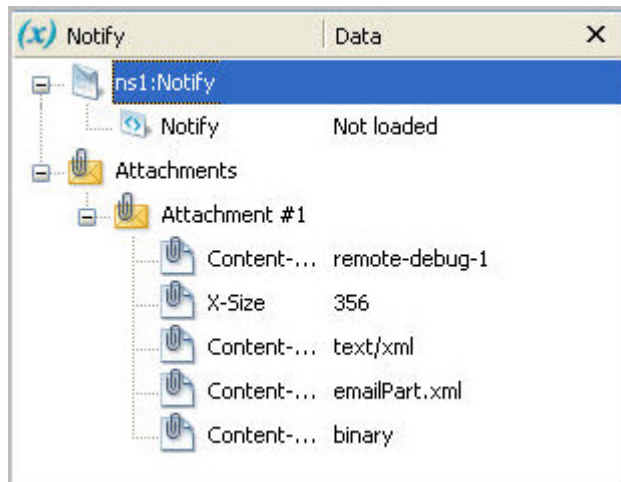 (x) Notify Data
ns1:Notify
Notify Not loaded
Attachments
Attachment #1
Content-... remote-debug-1
X-Size 356
Content-... text/xml
Content-... emailPart.xml
Content-... binary